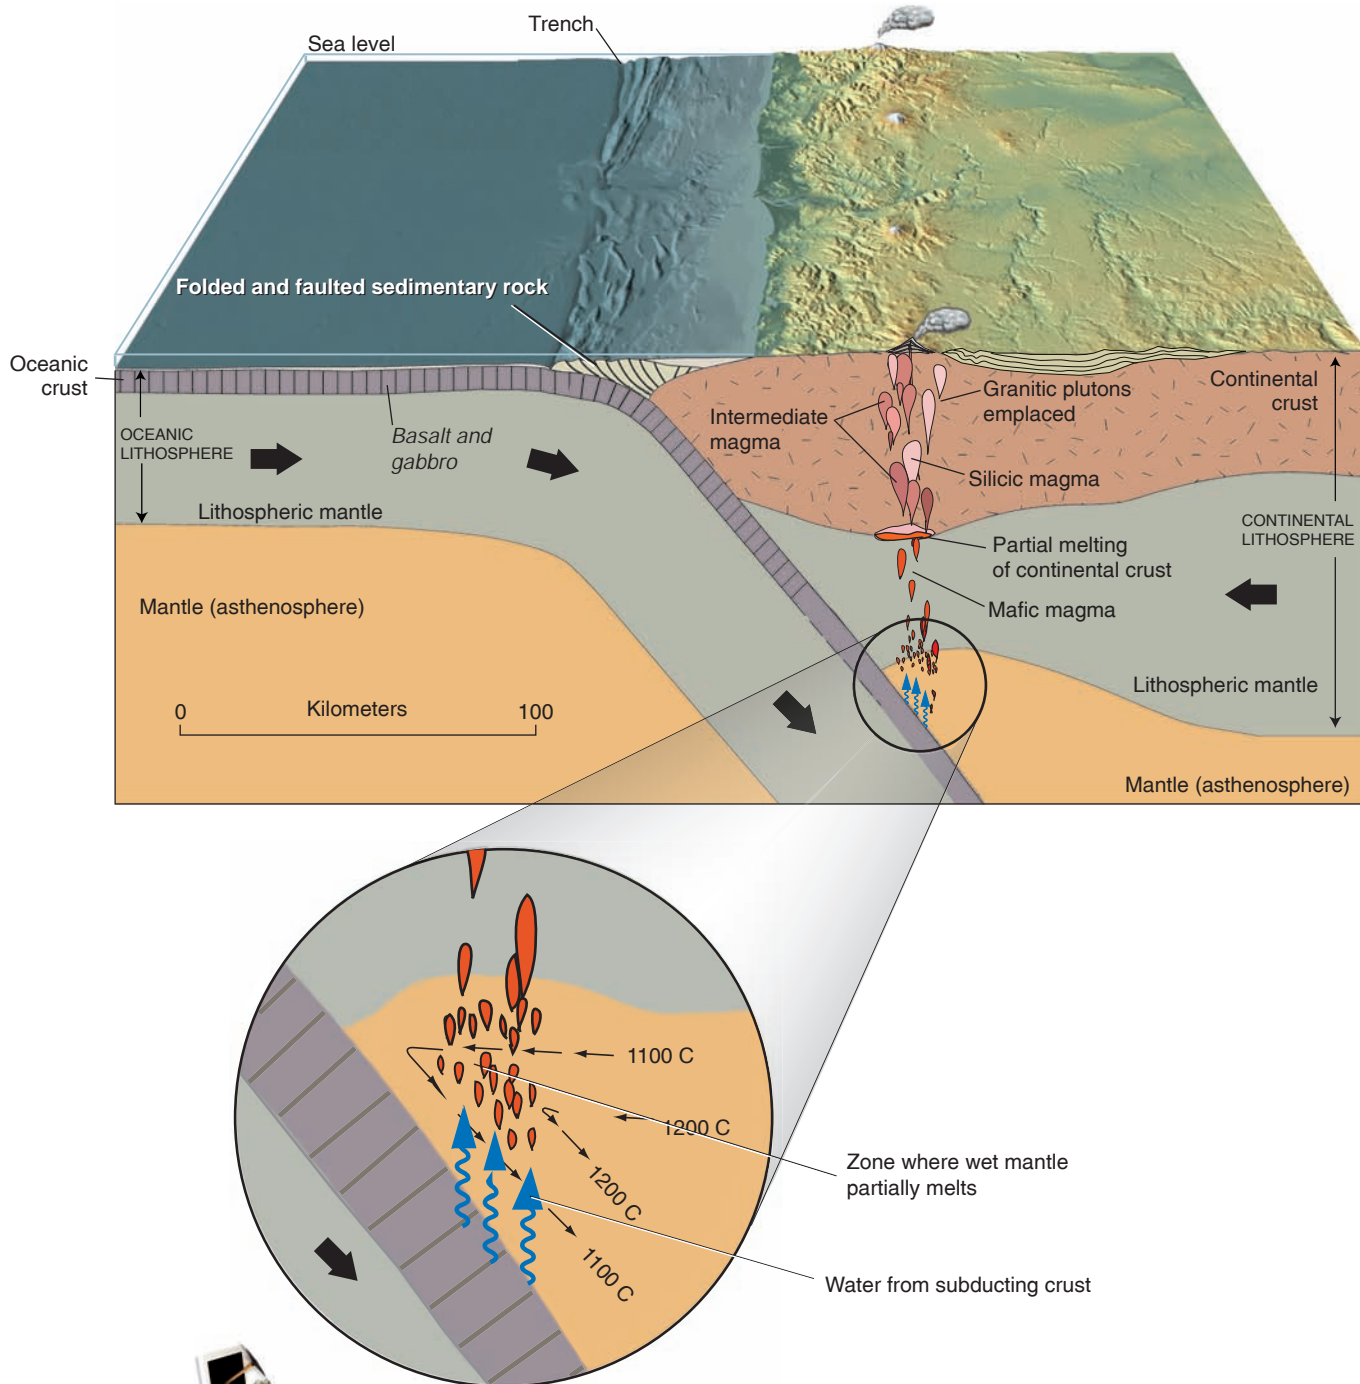 Trench
Sea level
Folded and faulted sedimentary rock
Oceanic
crust
Continental
crust
Granitic plutons
emplaced
Intermediate
magma
OCEANIC
LITHOSPHERE
Basalt and
gabbro
Silicic magma
Lithospheric mantle
CONTINENTAL
LITHOSPHERE
Partial melting
of continental crust
Mantle (asthenosphere)
Mafic magma
Lithospheric mantle
0 Kilometers 100
Mantle (asthenosphere)
1100 C
1200 C
Zone where wet mantle
partially melts
1200 C
1100 C
Water from subducting crust